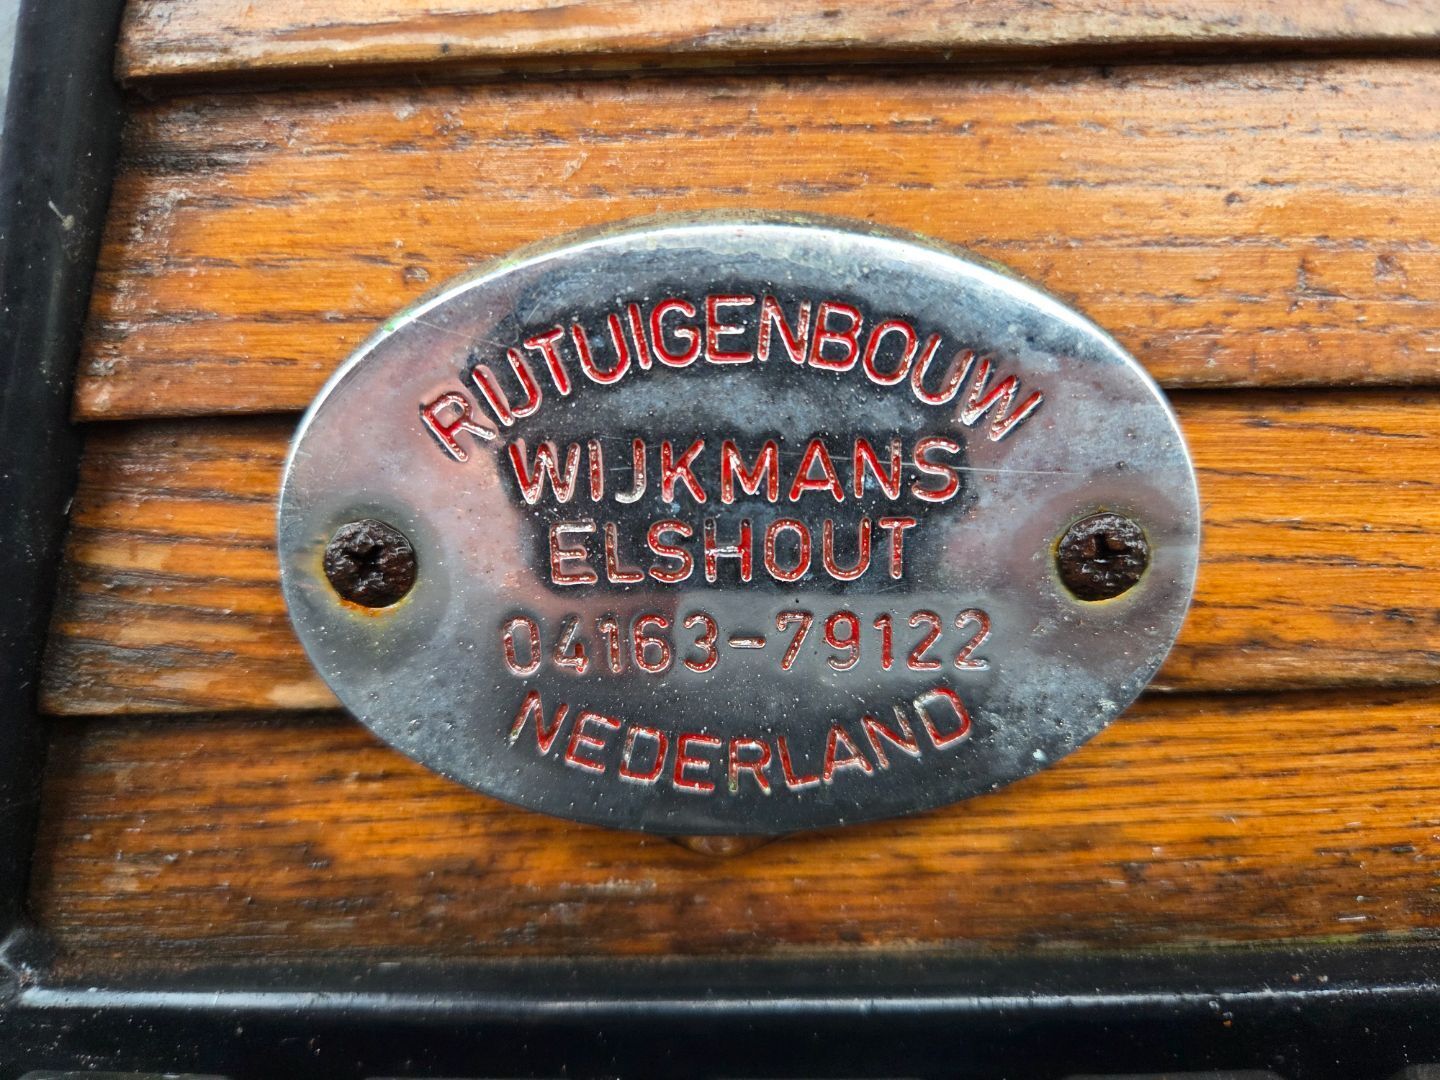 RIJTUIGENBOUW
WIJKMANS
ELSHOUT
04163-79122
NEDERLAND